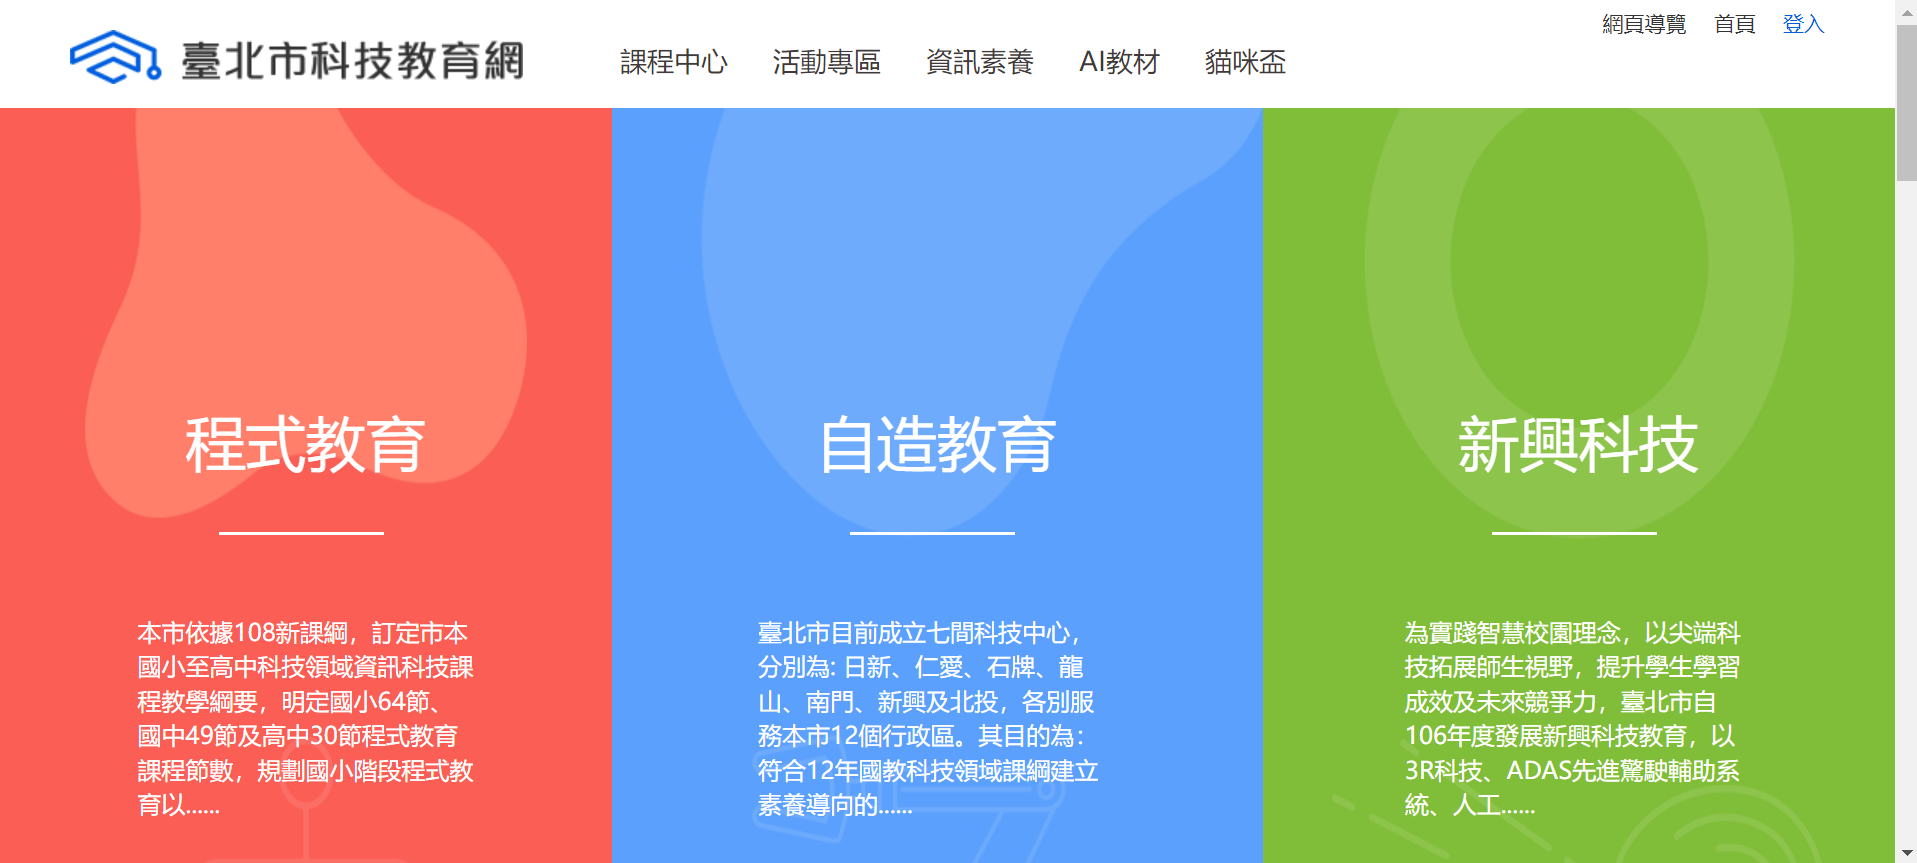 網頁導覽 首頁 登入
臺北市科技教育網 課程中心 活動專區 資訊素養 AI教材 貓咪盃
程式教育
本市依據108新課綱，訂定市本
國小至高中科技領域資訊科技課
程教學綱要，明定國小64節、
國中49節及高中30節程式教育
課程節數，規劃國小階段程式教
育以......
自造教育
臺北市目前成立七間科技中心，
分別為: 日新、仁愛、石牌、龍
山、南門、新興及北投，各別服
務本市12個行政區。其目的為：
符合12年國教科技領域課綱建立
素養導向的......
新興科技
為實踐智慧校園理念，以尖端科
技拓展師生視野，提升學生學習
成效及未來競爭力，臺北市自
106年度發展新興科技教育，以
3R科技、ADAS先進駕駛輔助系
統、人工......